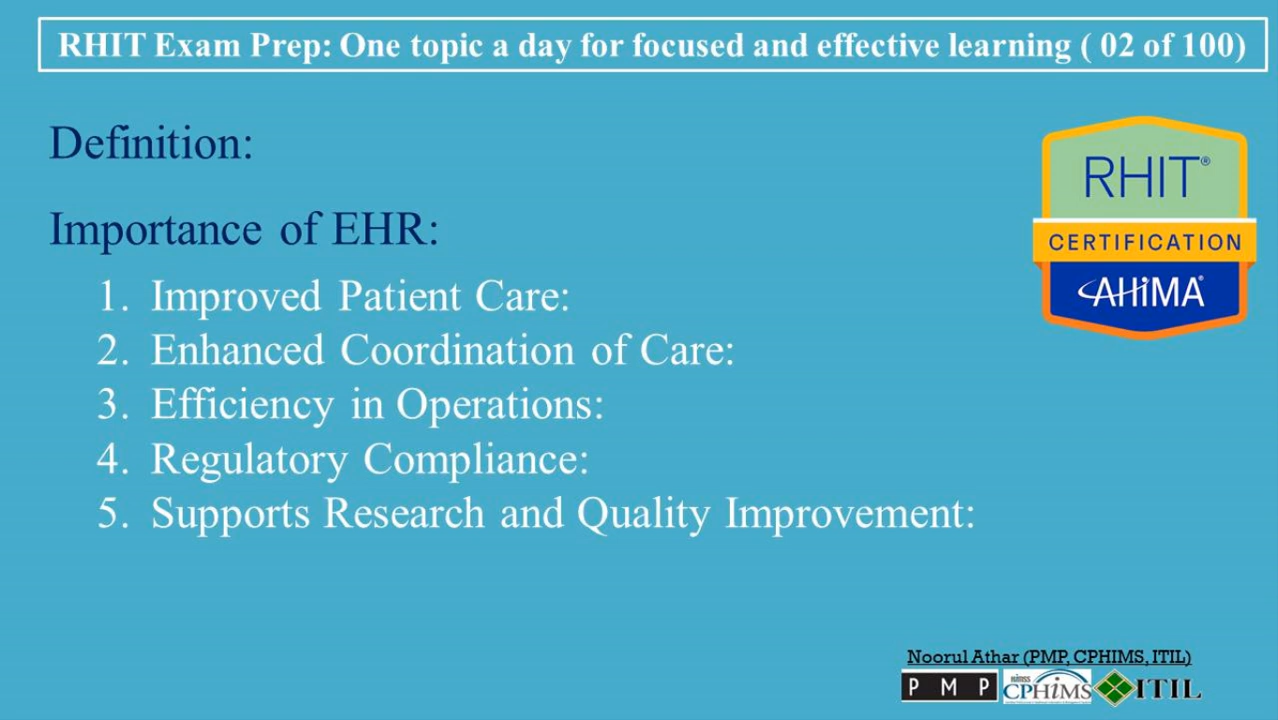 RHIT Exam Prep: One topic a day for focused and effective learning ( 02 of 100)
Definition:
Importance of EHR:
1. Improved Patient Care:
2. Enhanced Coordination of Care:
3. Efficiency in Operations:
4. Regulatory Compliance:
5. Supports Research and Quality Improvement:
RHIT®
CERTIFICATION
AHiMA®
Noorul Athar (PMP, CPHIMS, ITIL)
P M P
himss
CPHiMS
ITIL